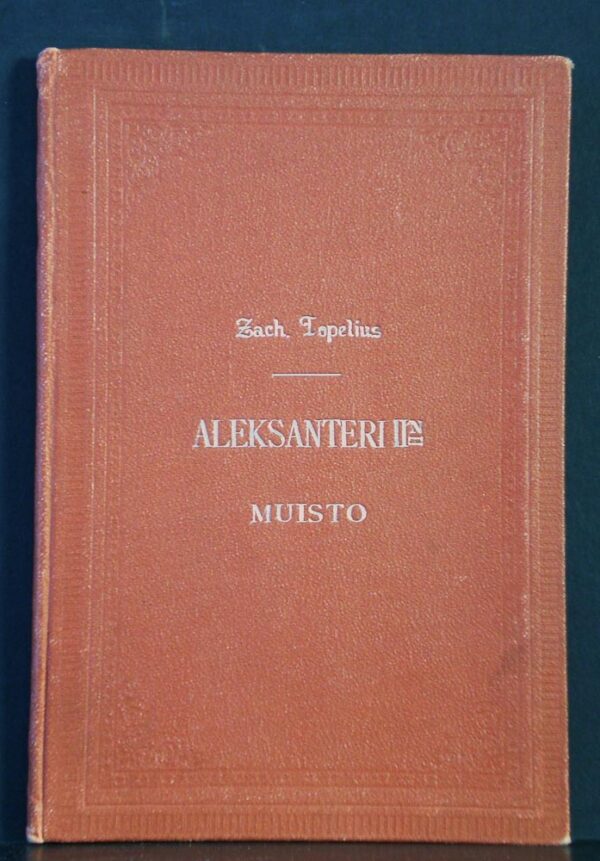 Zach. Topelius
ALEKSANTERI II:N
MUISTO